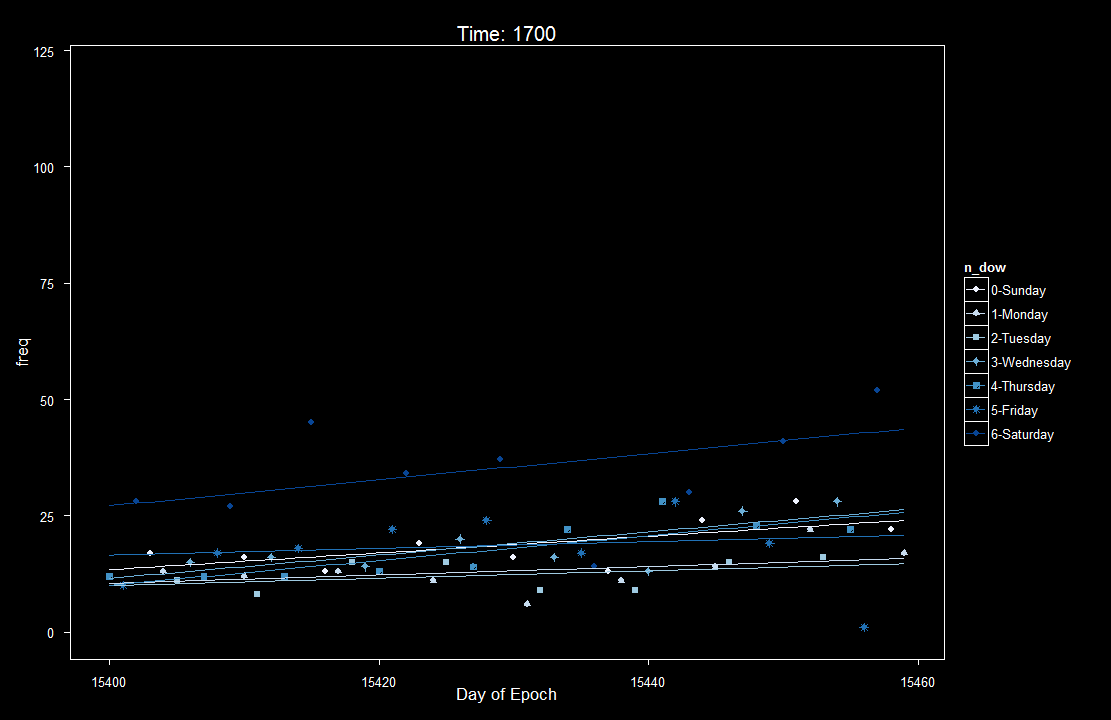 Time: 1700
125
100
75
50
25
0
freq
15400
15420
15440
15460
Day of Epoch
n_dow
0-Sunday
1-Monday
2-Tuesday
3-Wednesday
4-Thursday
5-Friday
6-Saturday